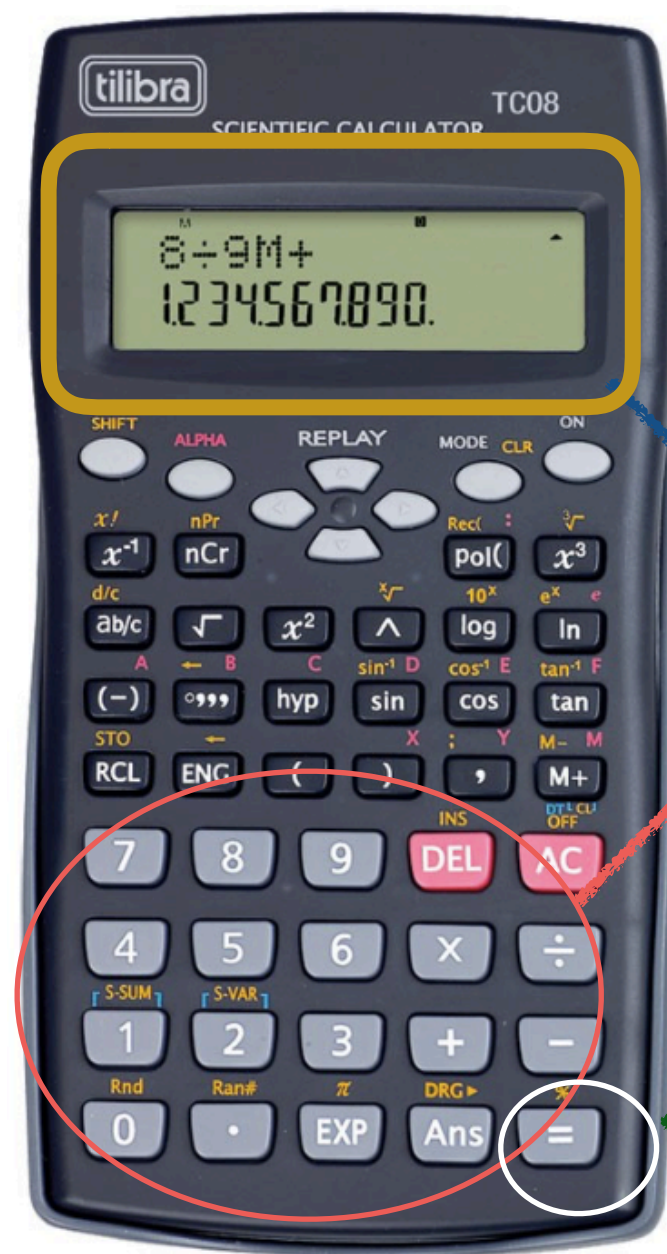 tilibra
TC08
SCIENTIFIC CALCULATOR
M D
8÷9M+
1.234.567.890.
SHIFT ALPHA REPLAY MODE CLR ON
x! nPr Rec( : ³√
x⁻¹ nCr pol( x³
d/c ˣ√ 10ˣ eˣ e
ab/c √ x² ^ log ln
A ← B C sin⁻¹ D cos⁻¹ E tan⁻¹ F
(−) °,,, hyp sin cos tan
STO ← X ; Y M− M
RCL ENG ( ) , M+
INS DT CL OFF
7 8 9 DEL AC
4 5 6 x ÷
S-SUM S-VAR
1 2 3 + −
Rnd Ran# π DRG► %
0 · EXP Ans =